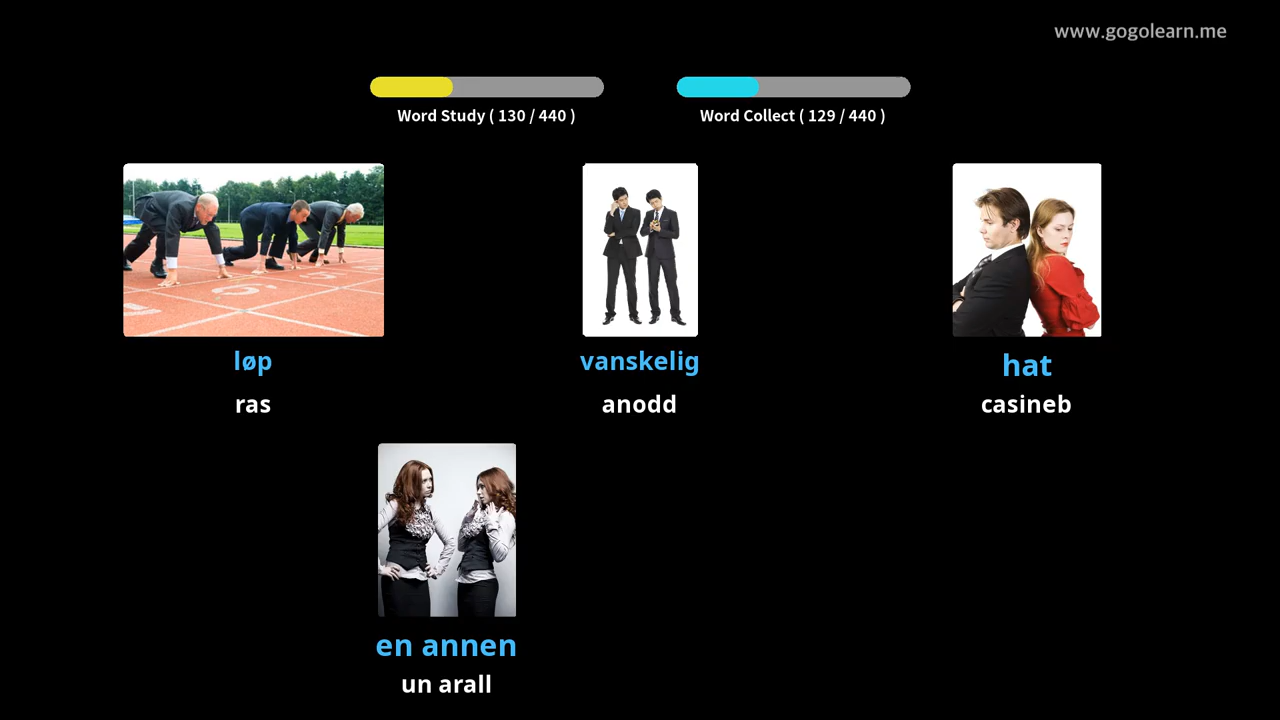 www.gogolearn.me
Word Study ( 130 / 440 )
Word Collect ( 129 / 440 )
løp
ras
vanskelig
anodd
hat
casineb
en annen
un arall